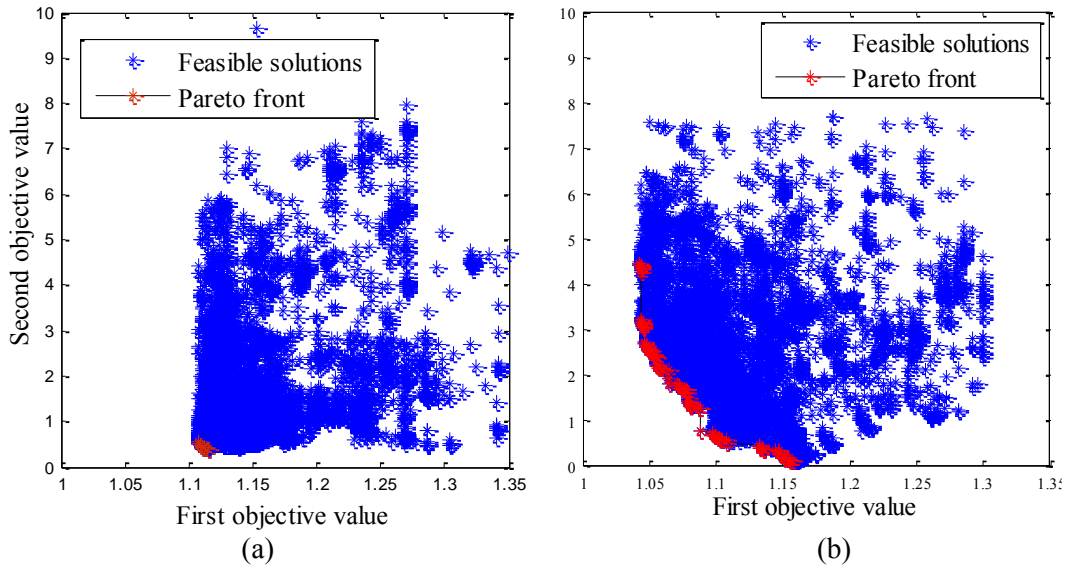 10
9
8
7
6
5
4
3
2
1
0
Second objective value
Feasible solutions
Pareto front
1 1.05 1.1 1.15 1.2 1.25 1.3 1.35
First objective value
(a)
10
9
8
7
6
5
4
3
2
1
0
Feasible solutions
Pareto front
1 1.05 1.1 1.15 1.2 1.25 1.3 1.35
First objective value
(b)